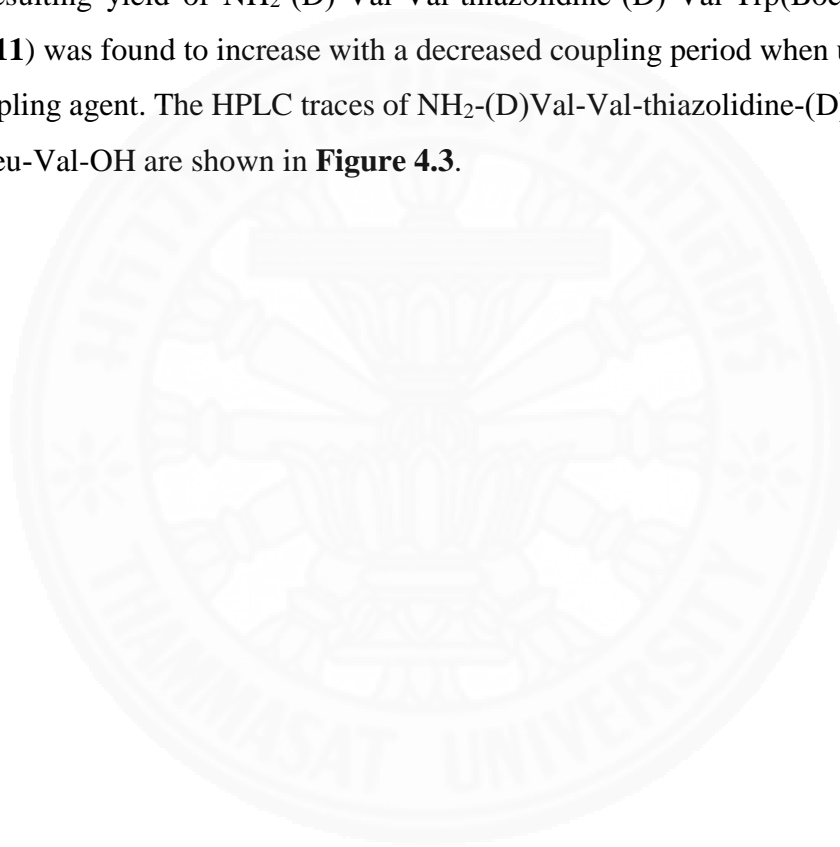 esulting yield of NH₂-(D) Val-Val-thiazolidine-(D)-Val-Trp(Boc
11) was found to increase with a decreased coupling period when
pling agent. The HPLC traces of NH₂-(D)Val-Val-thiazolidine-(D)
eu-Val-OH are shown in Figure 4.3.
THAMMASAT UNIVERSITY